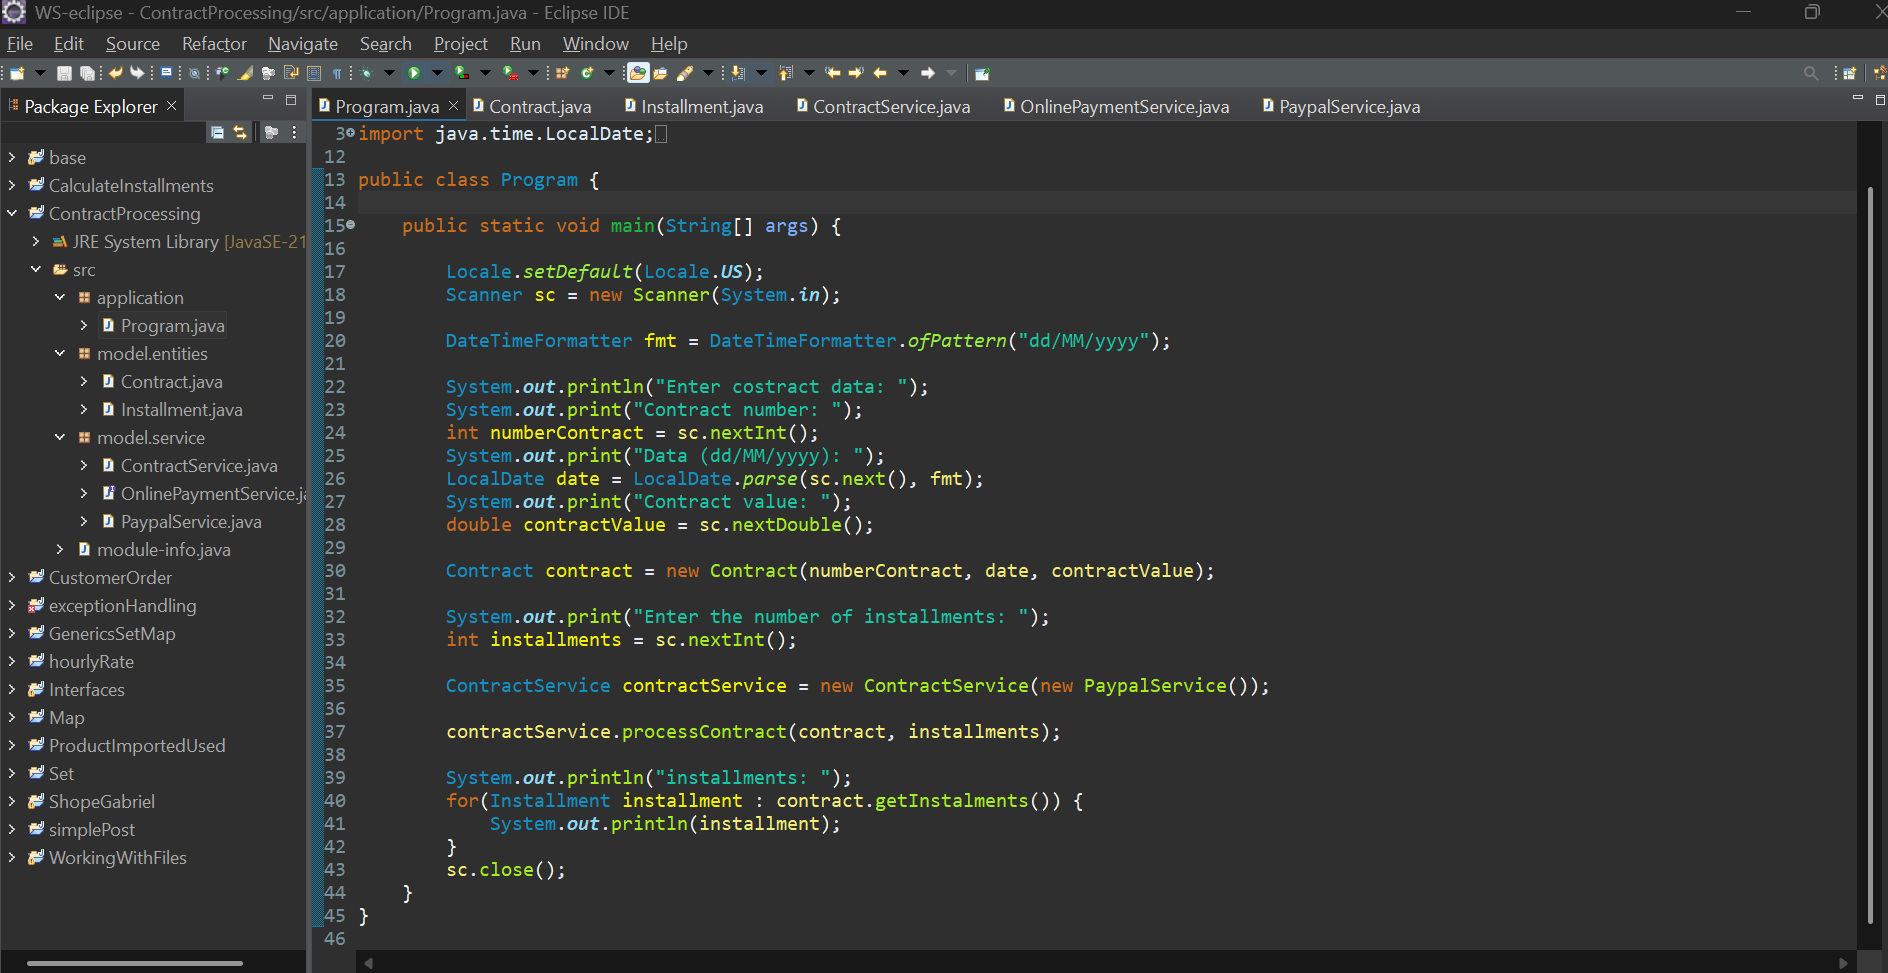 WS-eclipse - ContractProcessing/src/application/Program.java - Eclipse IDE
File Edit Source Refactor Navigate Search Project Run Window Help
Package Explorer
Program.java Contract.java Installment.java ContractService.java OnlinePaymentService.java PaypalService.java
base
CalculateInstallments
ContractProcessing
JRE System Library [JavaSE-21
src
application
Program.java
model.entities
Contract.java
Installment.java
model.service
ContractService.java
OnlinePaymentService.ja
PaypalService.java
module-info.java
CustomerOrder
exceptionHandling
GenericsSetMap
hourlyRate
Interfaces
Map
ProductImportedUsed
Set
ShopeGabriel
simplePost
WorkingWithFiles
3 import java.time.LocalDate;
12
13 public class Program {
14
15 public static void main(String[] args) {
16
17 Locale.setDefault(Locale.US);
18 Scanner sc = new Scanner(System.in);
19
20 DateTimeFormatter fmt = DateTimeFormatter.ofPattern("dd/MM/yyyy");
21
22 System.out.println("Enter costract data: ");
23 System.out.print("Contract number: ");
24 int numberContract = sc.nextInt();
25 System.out.print("Data (dd/MM/yyyy): ");
26 LocalDate date = LocalDate.parse(sc.next(), fmt);
27 System.out.print("Contract value: ");
28 double contractValue = sc.nextDouble();
29
30 Contract contract = new Contract(numberContract, date, contractValue);
31
32 System.out.print("Enter the number of installments: ");
33 int installments = sc.nextInt();
34
35 ContractService contractService = new ContractService(new PaypalService());
36
37 contractService.processContract(contract, installments);
38
39 System.out.println("installments: ");
40 for(Installment installment : contract.getInstalments()) {
41 System.out.println(installment);
42 }
43 sc.close();
44 }
45 }
46